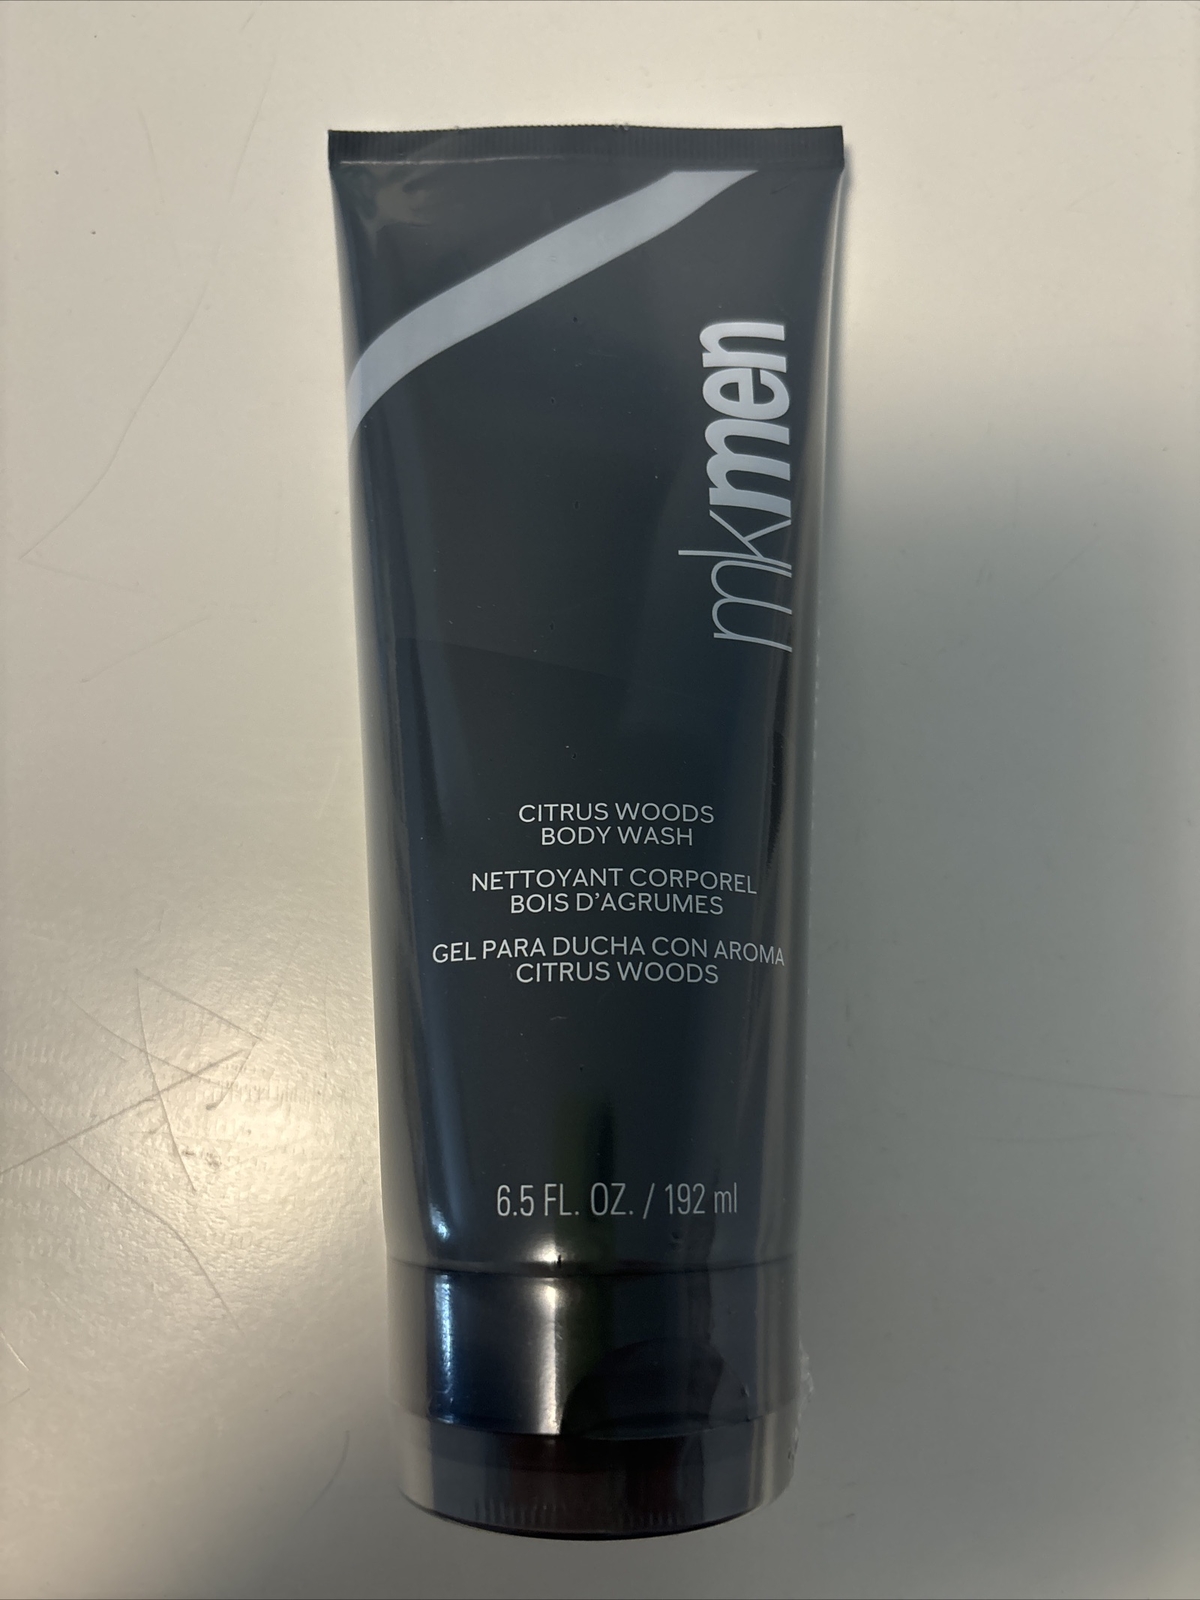 mkmen
CITRUS WOODS
BODY WASH
NETTOYANT CORPOREL
BOIS D'AGRUMES
GEL PARA DUCHA CON AROMA
CITRUS WOODS
6.5 FL. OZ. / 192 ml